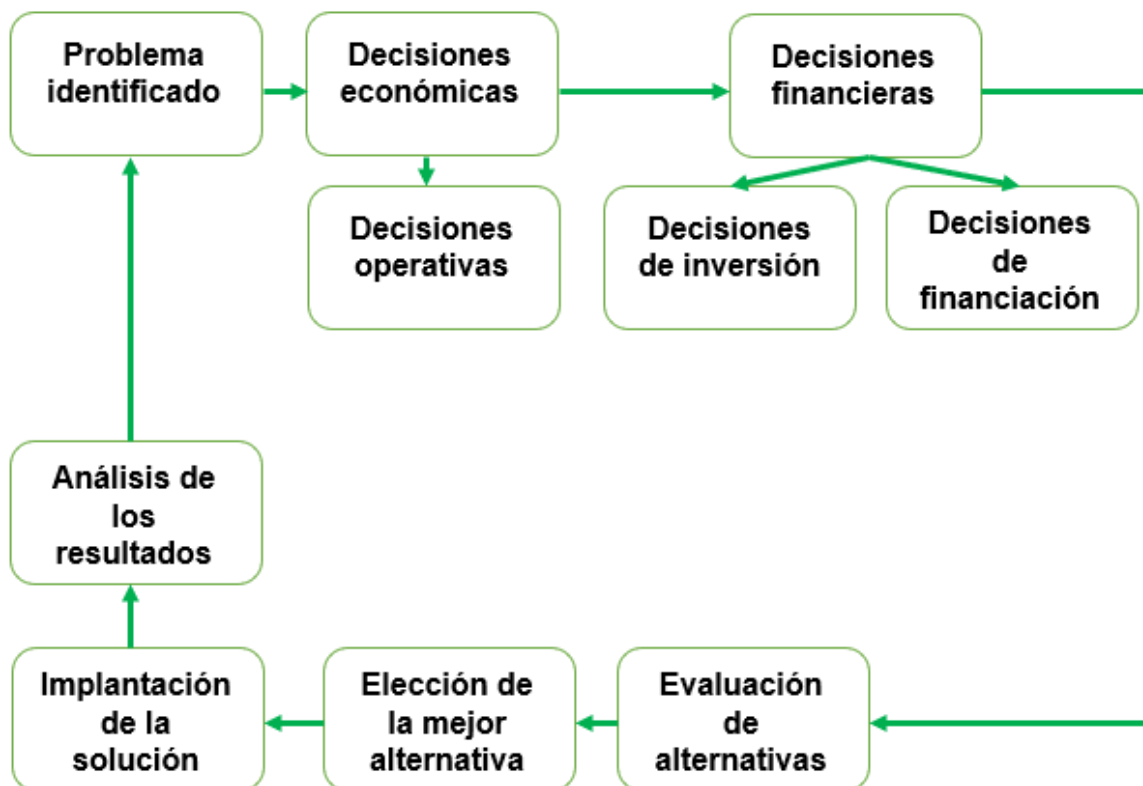 Problema
identificado
Decisiones
económicas
Decisiones
financieras
Decisiones
operativas
Decisiones
de inversión
Decisiones
de
financiación
Análisis de
los
resultados
Implantación
de la
solución
Elección de
la mejor
alternativa
Evaluación
de
alternativas